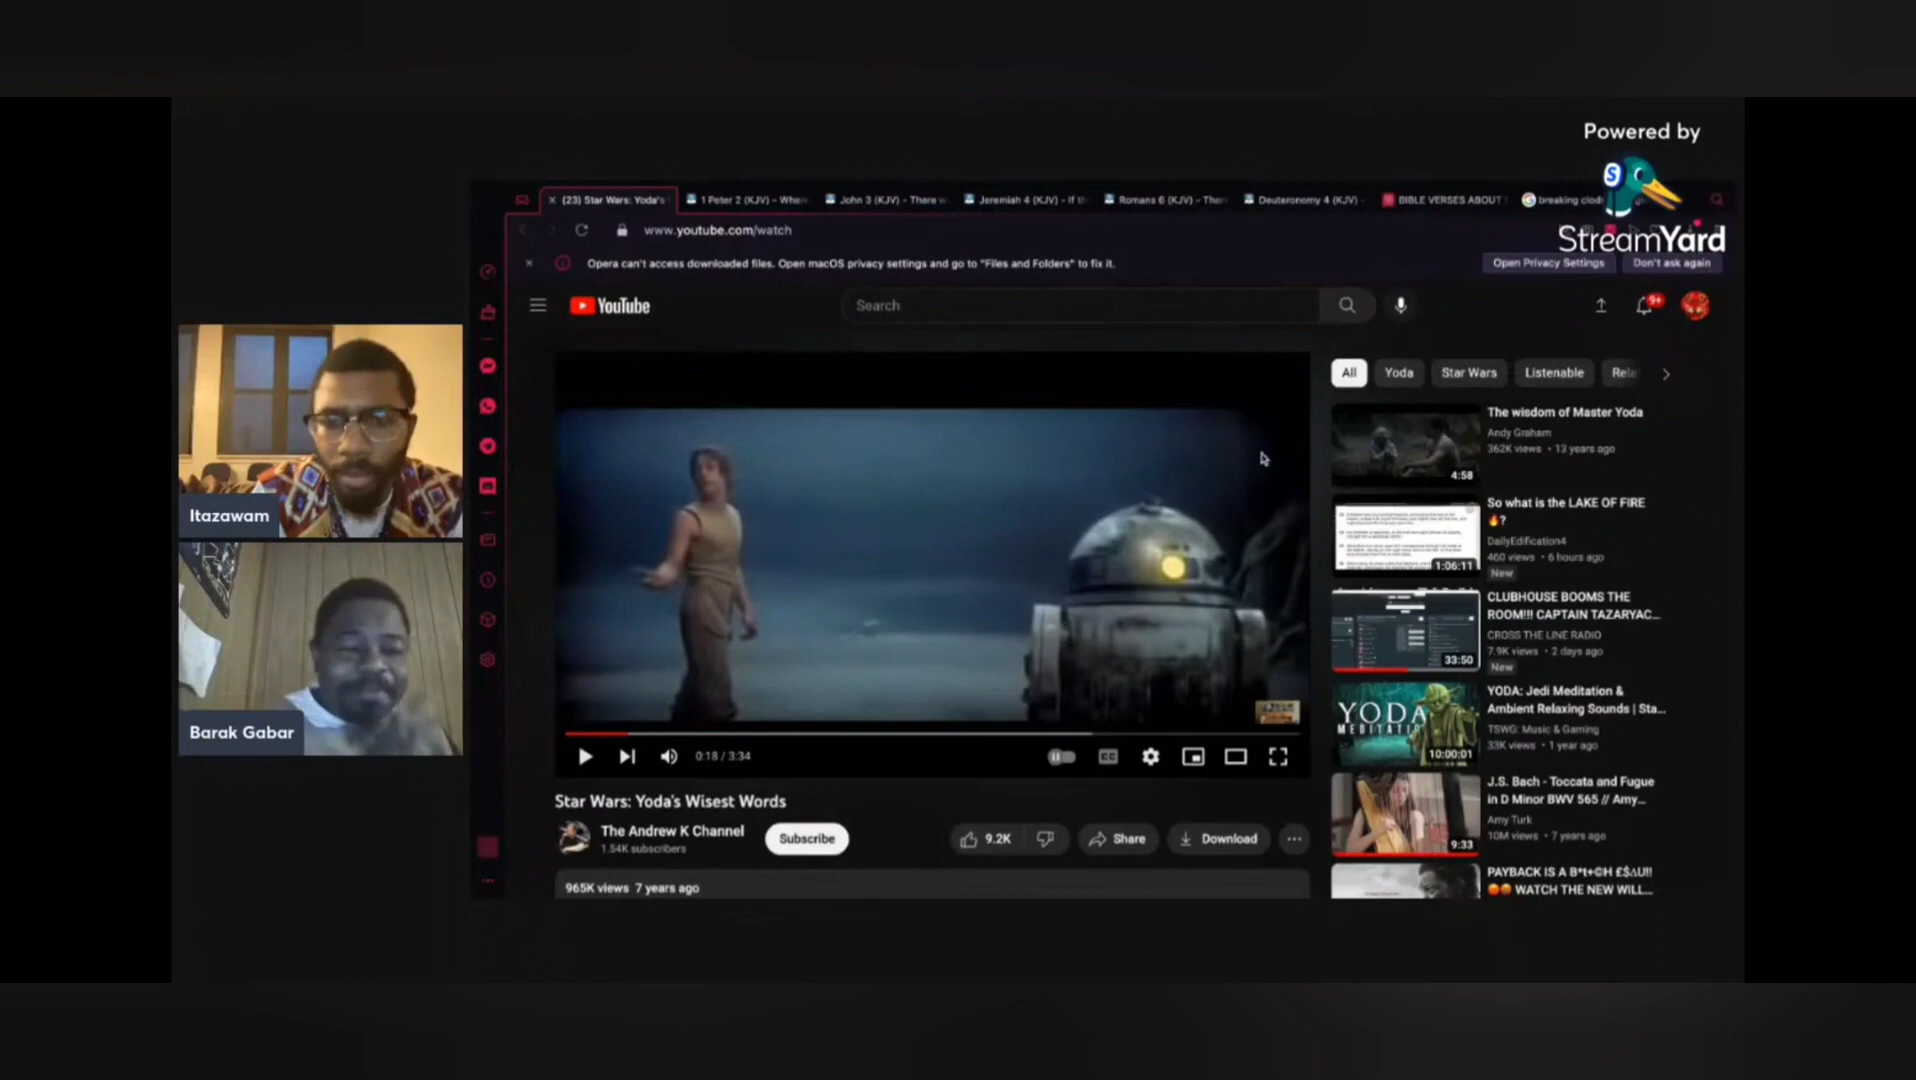 Powered by
StreamYard
(23) Star Wars: Yoda's
1 Peter 2 (KJV) - Where
John 3 (KJV) - There w
Jeremiah 4 (KJV) - If th
Romans 6 (KJV) - Ther
Deuteronomy 4 (KJV) -
BIBLE VERSES ABOUT
breaking clod
www.youtube.com/watch
Opera can't access downloaded files. Open macOS privacy settings and go to "Files and Folders" to fix it.
Open Privacy Settings
Don't ask again
YouTube
Search
9+
All
Yoda
Star Wars
Listenable
Rela
The wisdom of Master Yoda
Andy Graham
362K views • 13 years ago
4:58
So what is the LAKE OF FIRE
🔥?
DailyEdification4
460 views • 6 hours ago
New
1:06:11
CLUBHOUSE BOOMS THE
ROOM!!! CAPTAIN TAZARYAC...
CROSS THE LINE RADIO
7.9K views • 2 days ago
New
33:50
YODA: Jedi Meditation &
Ambient Relaxing Sounds | Sta...
TSWG: Music & Gaming
33K views • 1 year ago
YODA
MEDITATI
10:00:01
J.S. Bach - Toccata and Fugue
in D Minor BWV 565 // Amy...
Amy Turk
10M views • 7 years ago
9:33
PAYBACK IS A B*t+©H £$△U!!
😡😡 WATCH THE NEW WILL...
Itazawam
Barak Gabar
0:18 / 3:34
Star Wars: Yoda's Wisest Words
The Andrew K Channel
1.54K subscribers
Subscribe
9.2K
Share
Download
965K views 7 years ago